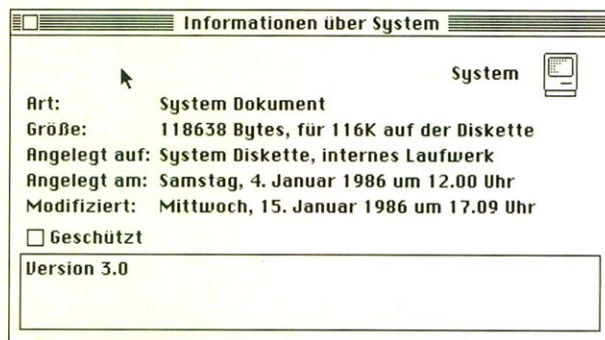 Informationen über System
System
Art: System Dokument
Größe: 118638 Bytes, für 116K auf der Diskette
Angelegt auf: System Diskette, internes Laufwerk
Angelegt am: Samstag, 4. Januar 1986 um 12.00 Uhr
Modifiziert: Mittwoch, 15. Januar 1986 um 17.09 Uhr
Geschützt
Version 3.0